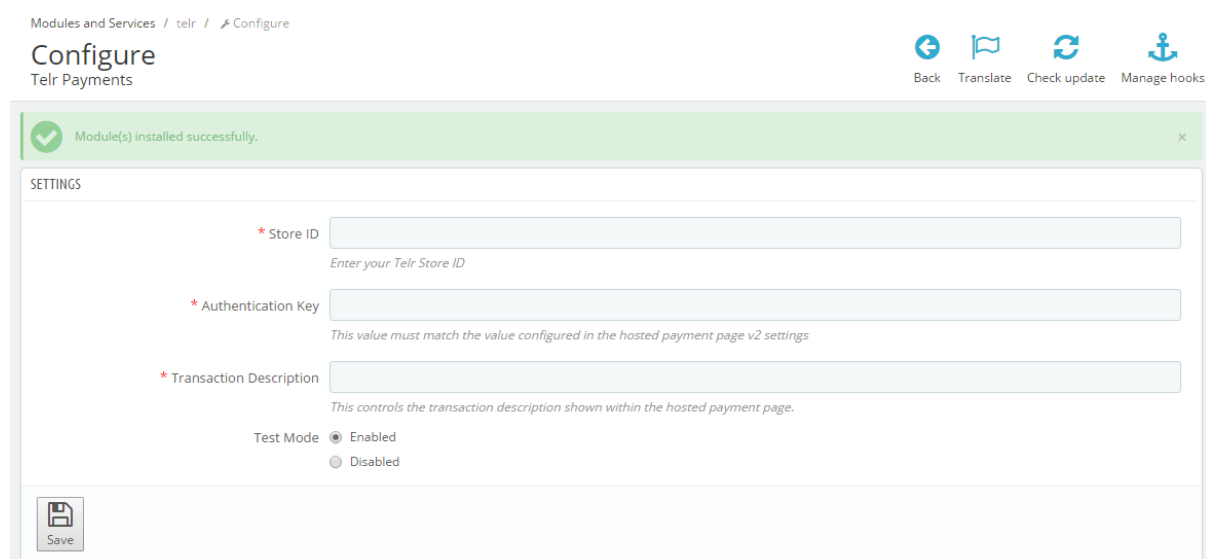 Modules and Services / telr / Configure
Configure
Telr Payments
Back Translate Check update Manage hooks
Module(s) installed successfully. ×
SETTINGS
* Store ID
Enter your Telr Store ID
* Authentication Key
This value must match the value configured in the hosted payment page v2 settings
* Transaction Description
This controls the transaction description shown within the hosted payment page.
Test Mode Enabled
Disabled
Save